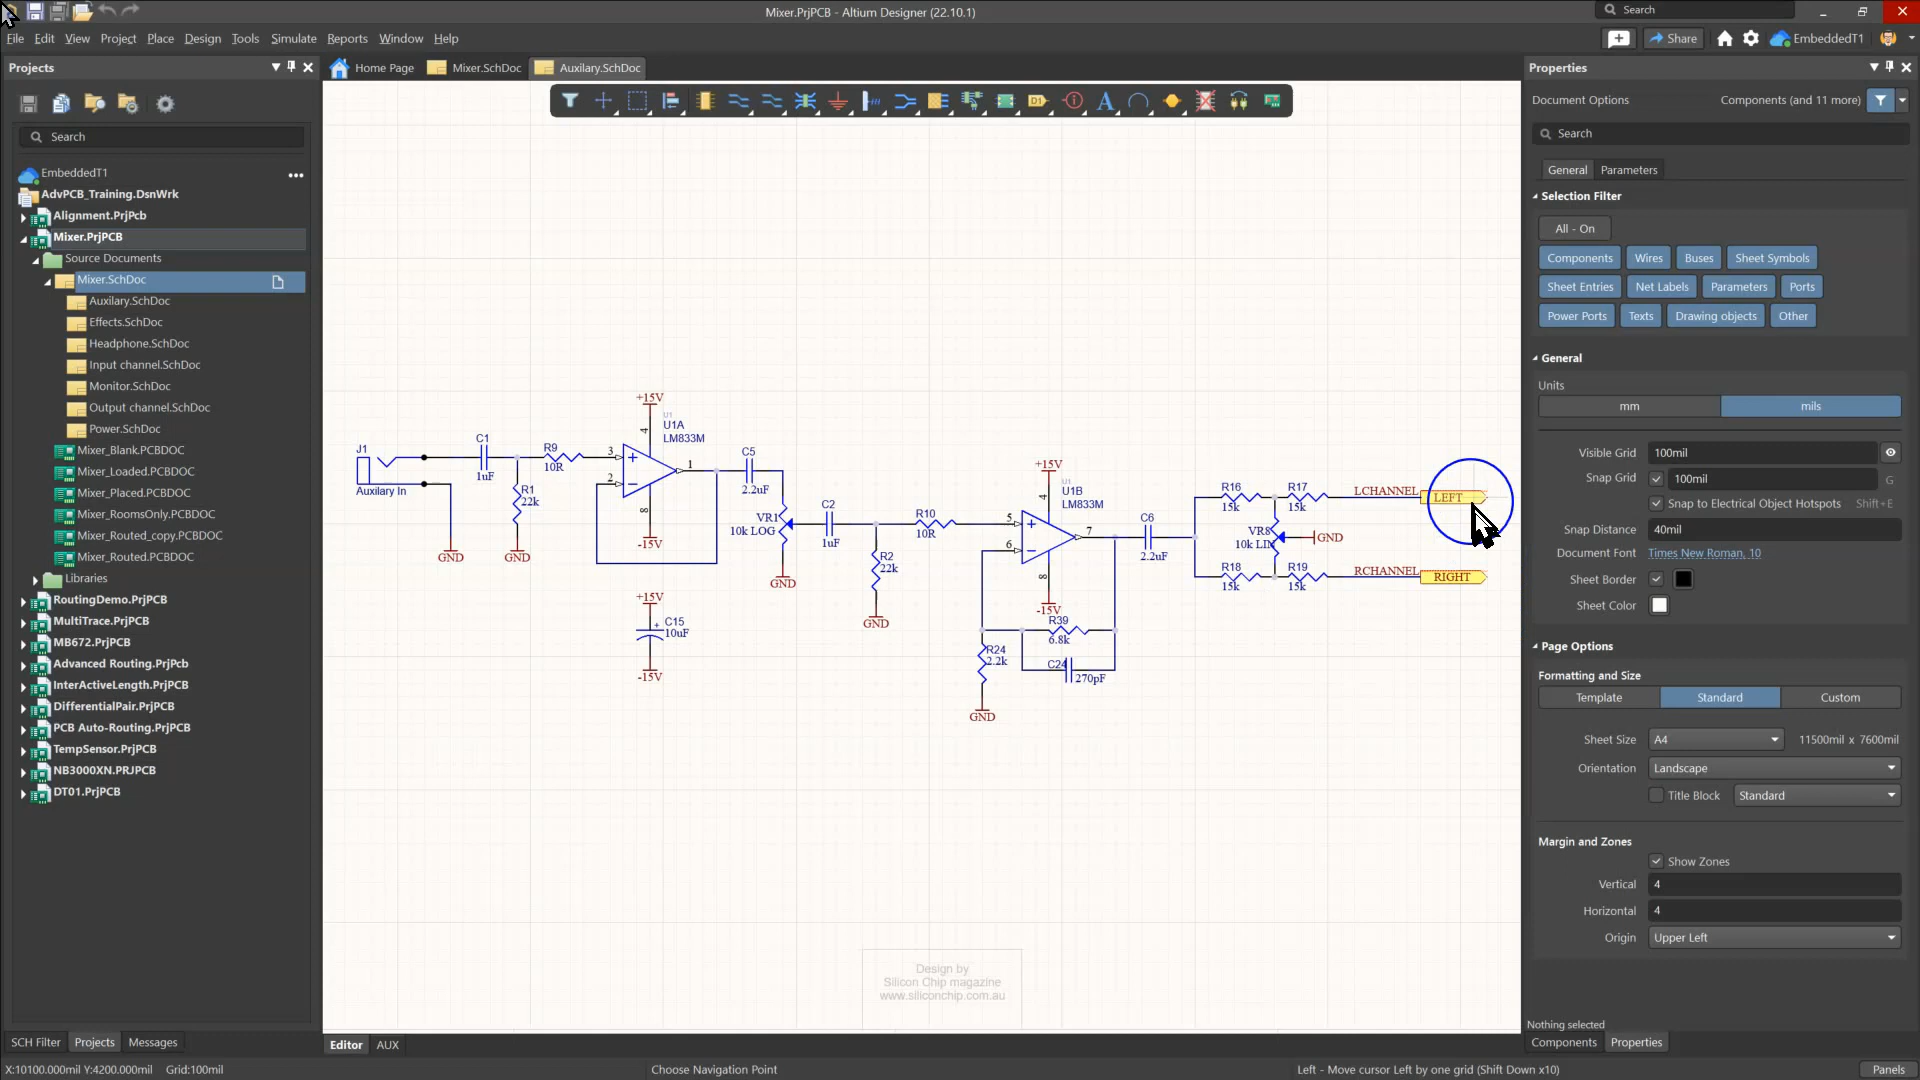 Mixer.PrjPCB - Altium Designer (22.10.1)
Search
File Edit View Project Place Design Tools Simulate Reports Window Help
Share
EmbeddedT1
Projects
Home Page
Mixer.SchDoc
Auxilary.SchDoc
Properties
Document Options
Components (and 11 more)
Search
Search
General
Parameters
EmbeddedT1
AdvPCB_Training.DsnWrk
Alignment.PrjPcb
Mixer.PrjPCB
Source Documents
Mixer.SchDoc
Auxilary.SchDoc
Effects.SchDoc
Headphone.SchDoc
Input channel.SchDoc
Monitor.SchDoc
Output channel.SchDoc
Power.SchDoc
Mixer_Blank.PCBDOC
Mixer_Loaded.PCBDOC
Mixer_Placed.PCBDOC
Mixer_RoomsOnly.PCBDOC
Mixer_Routed_copy.PCBDOC
Mixer_Routed.PCBDOC
Libraries
RoutingDemo.PrjPCB
MultiTrace.PrjPCB
MB672.PrjPCB
Advanced Routing.PrjPcb
InterActiveLength.PrjPCB
DifferentialPair.PrjPCB
PCB Auto-Routing.PrjPCB
TempSensor.PrjPCB
NB3000XN.PRJPCB
DT01.PrjPCB
D1
J1
Auxilary In
GND
C1
1uF
R1
22k
GND
R9
10R
+15V
U1
U1A
LM833M
3
2
1
4
8
-15V
C5
2.2uF
VR1
10k LOG
GND
+15V
C15
10uF
-15V
C2
1uF
R2
22k
GND
R10
10R
+15V
U1
U1B
LM833M
5
6
7
4
8
-15V
R39
6.8k
R24
2.2k
C24
270pF
GND
C6
2.2uF
R16
15k
R17
15k
VR8
10k LIN
GND
R18
15k
R19
15k
LCHANNEL
LEFT
RCHANNEL
RIGHT
Design by
Silicon Chip magazine
www.siliconchip.com.au
Selection Filter
All - On
Components Wires Buses Sheet Symbols
Sheet Entries Net Labels Parameters Ports
Power Ports Texts Drawing objects Other
General
Units
mm mils
Visible Grid 100mil
Snap Grid 100mil G
Snap to Electrical Object Hotspots Shift+E
Snap Distance 40mil
Document Font Times New Roman, 10
Sheet Border
Sheet Color
Page Options
Formatting and Size
Template Standard Custom
Sheet Size A4 11500mil x 7600mil
Orientation Landscape
Title Block Standard
Margin and Zones
Show Zones
Vertical 4
Horizontal 4
Origin Upper Left
Nothing selected
SCH Filter Projects Messages
Editor AUX
Components Properties
X:10100.000mil Y:4200.000mil Grid:100mil
Choose Navigation Point
Left - Move cursor Left by one grid (Shift Down x10)
Panels